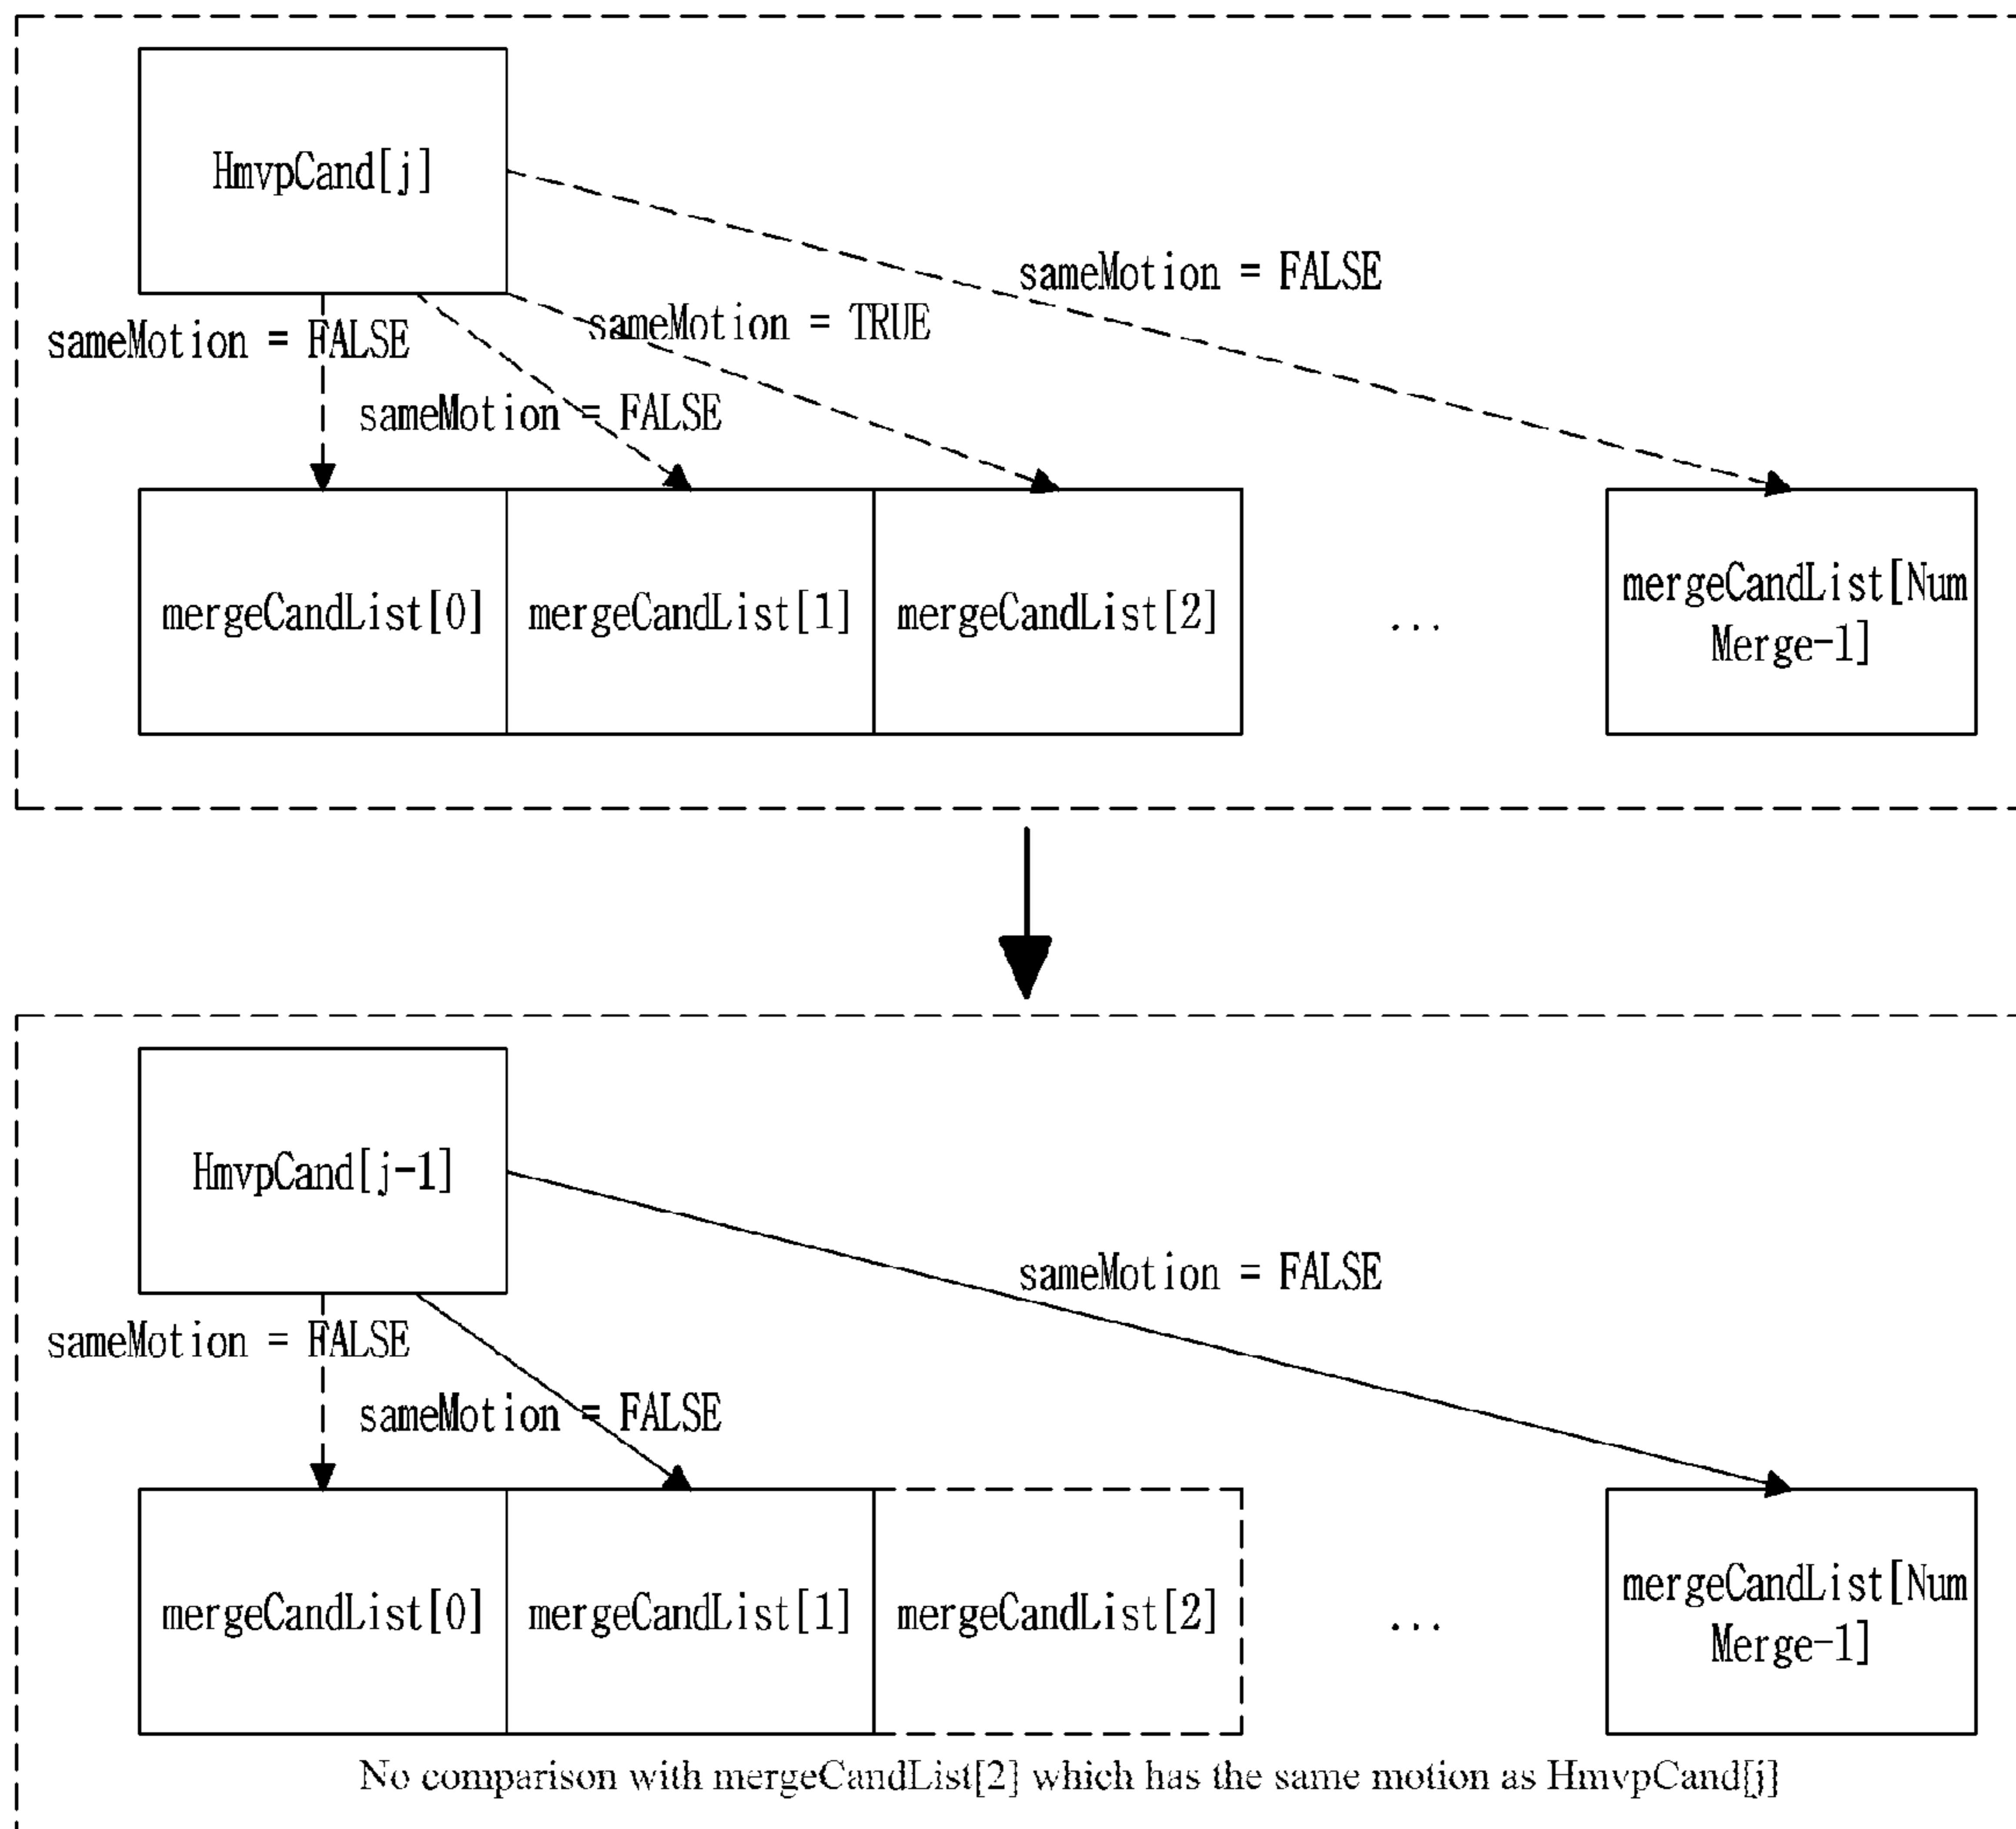 HmvpCand[j]
sameMotion = FALSE
sameMotion = TRUE
sameMotion = FALSE
sameMotion = FALSE
mergeCandList[0]
mergeCandList[1]
mergeCandList[2]
...
mergeCandList[Num
Merge-1]
HmvpCand[j-1]
sameMotion = FALSE
sameMotion = FALSE
sameMotion = FALSE
mergeCandList[0]
mergeCandList[1]
mergeCandList[2]
...
mergeCandList[Num
Merge-1]
No comparison with mergeCandList[2] which has the same motion as HmvpCand[j]